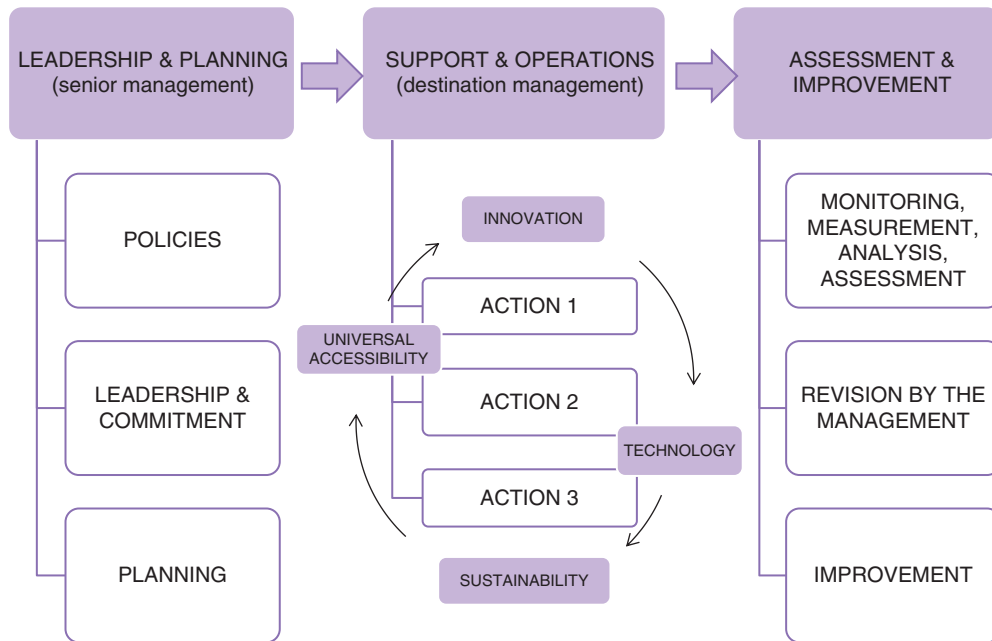 LEADERSHIP & PLANNING
(senior management)
SUPPORT & OPERATIONS
(destination management)
ASSESSMENT &
IMPROVEMENT
POLICIES
LEADERSHIP &
COMMITMENT
PLANNING
INNOVATION
ACTION 1
UNIVERSAL
ACCESSIBILITY
ACTION 2
TECHNOLOGY
ACTION 3
SUSTAINABILITY
MONITORING,
MEASUREMENT,
ANALYSIS,
ASSESSMENT
REVISION BY THE
MANAGEMENT
IMPROVEMENT